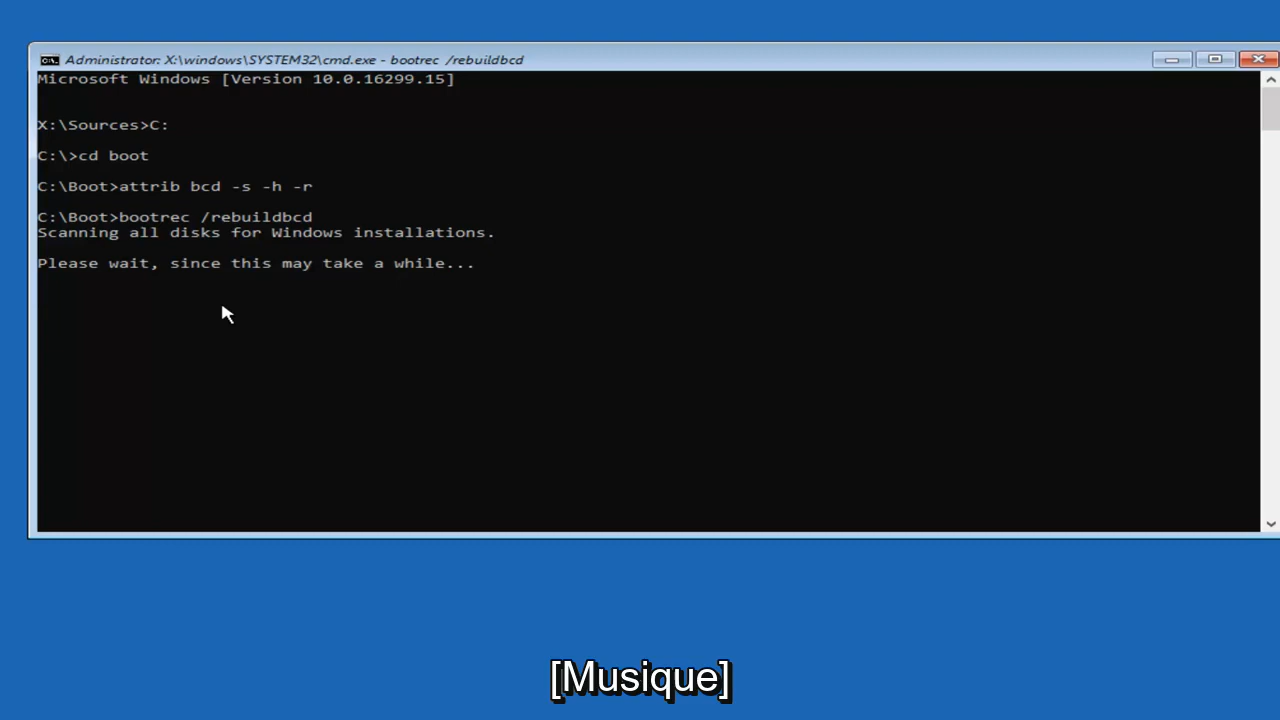 Administrator: X:\windows\SYSTEM32\cmd.exe - bootrec /rebuildbcd
Microsoft Windows [Version 10.0.16299.15]
X:\Sources>C:
C:\>cd boot
C:\Boot>attrib bcd -s -h -r
C:\Boot>bootrec /rebuildbcd
Scanning all disks for Windows installations.
Please wait, since this may take a while...
[Musique]